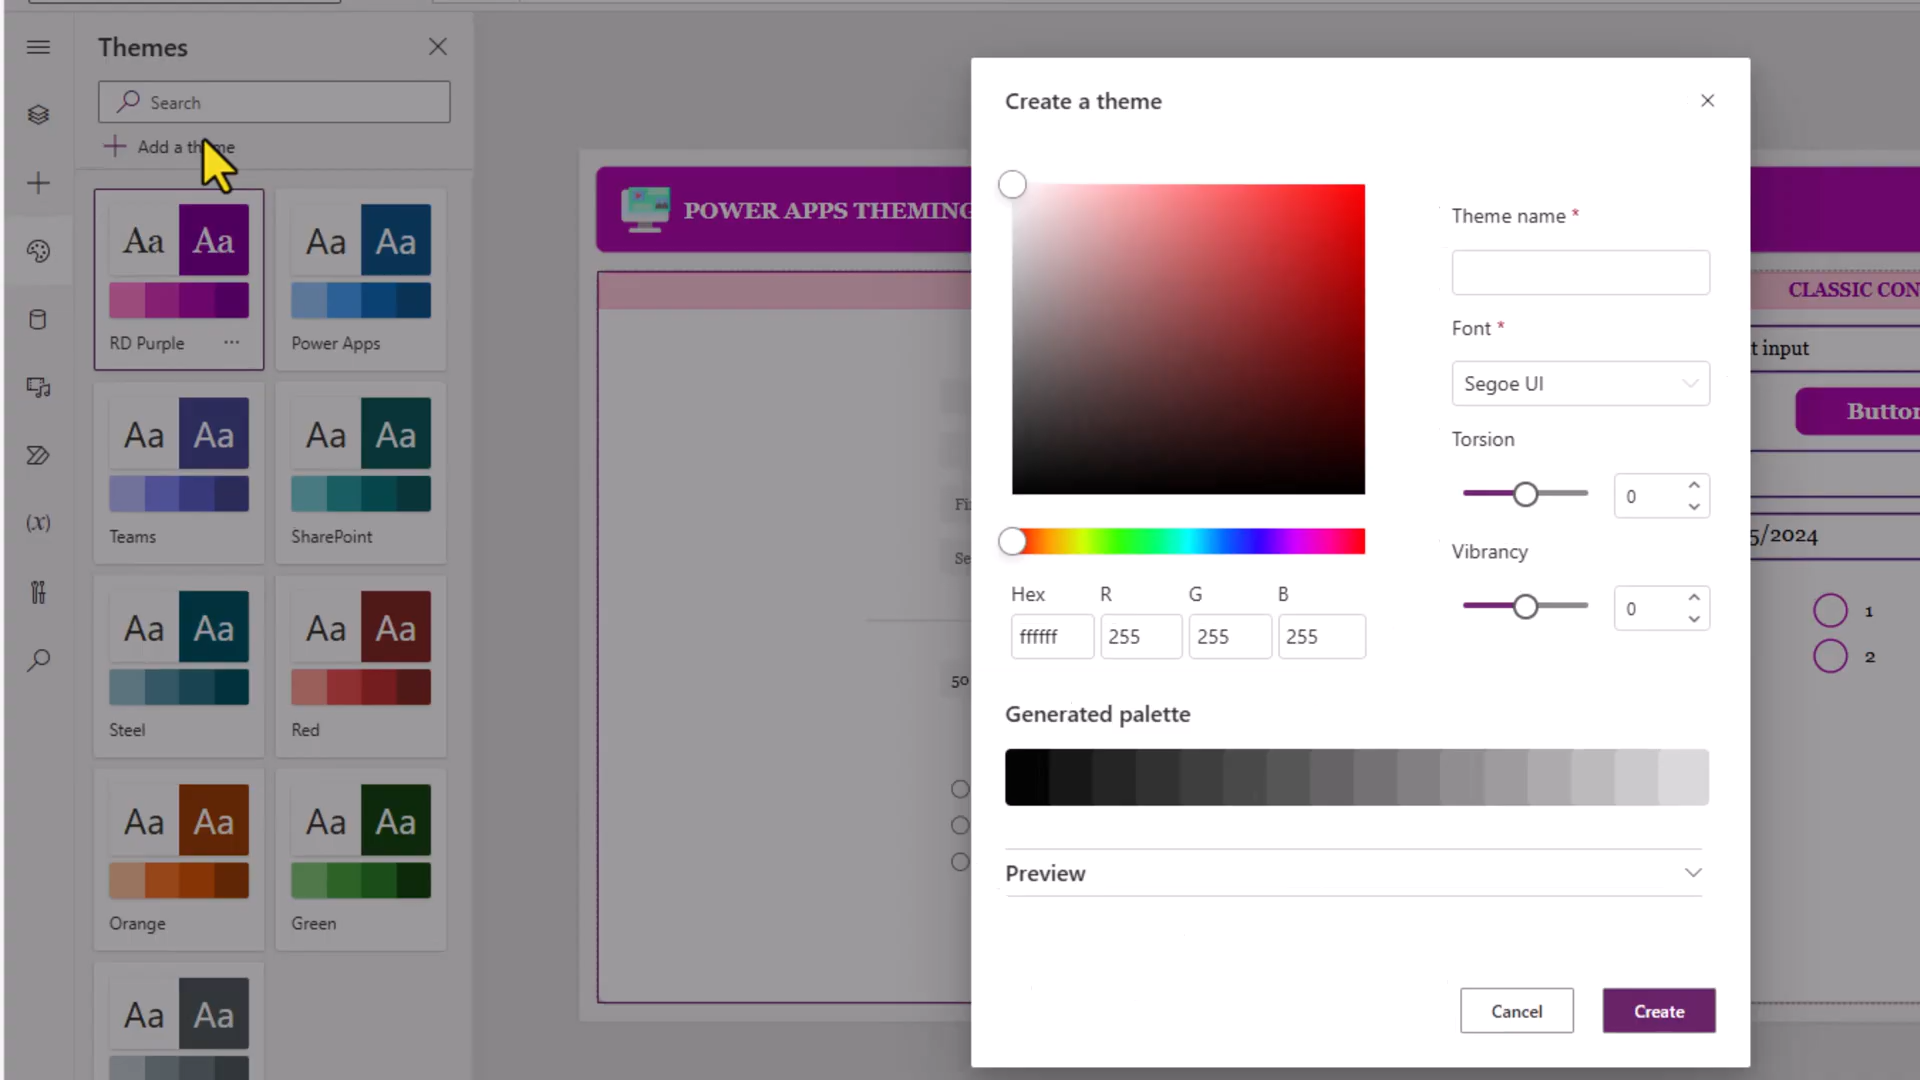 Themes
Search
Add a theme
Aa Aa
RD Purple ...
Aa Aa
Power Apps
Aa Aa
Teams
Aa Aa
SharePoint
Aa Aa
Steel
Aa Aa
Red
Aa Aa
Orange
Aa Aa
Green
Aa Aa
(x)
POWER APPS THEMING
50
Create a theme
Theme name *
Font *
Segoe UI
Torsion
0
Vibrancy
0
Hex R G B
ffffff 255 255 255
Generated palette
Preview
Cancel Create
CLASSIC CON
t input
Button
5/2024
1
2